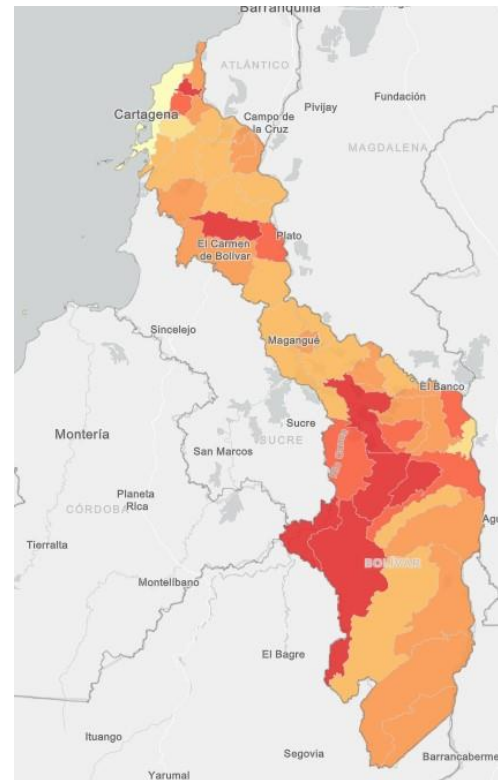 Barranquilla
ATLÁNTICO
Cartagena
Campo de
la Cruz
Pivijay
Fundación
MAGDALENA
Plato
El Carmen
de Bolívar
Sincelejo
Magangué
El Banco
Sucre
SUCRE
Montería
San Marcos
CÓRDOBA
Planeta
Rica
Tierralta
Ag
BOLÍVAR
Montelíbano
El Bagre
Ituango
Segovia
Barrancaberme
Yarumal